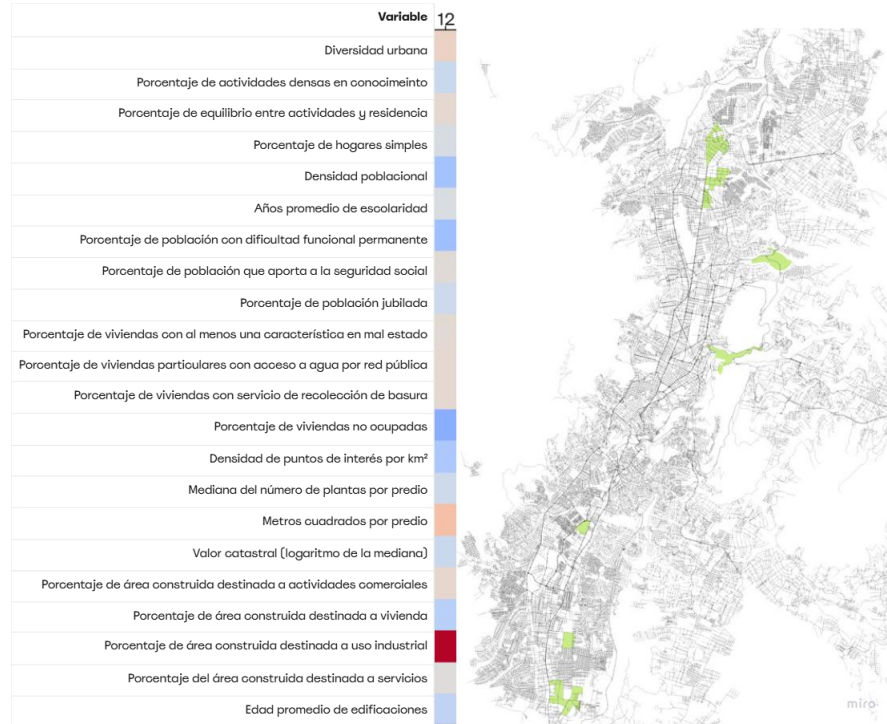 Variable 12
Diversidad urbana
Porcentaje de actividades densas en conocimeinto
Porcentaje de equilibrio entre actividades y residencia
Porcentaje de hogares simples
Densidad poblacional
Años promedio de escolaridad
Porcentaje de población con dificultad funcional permanente
Porcentaje de población que aporta a la seguridad social
Porcentaje de población jubilada
Porcentaje de viviendas con al menos una característica en mal estado
Porcentaje de viviendas particulares con acceso a agua por red pública
Porcentaje de viviendas con servicio de recolección de basura
Porcentaje de viviendas no ocupadas
Densidad de puntos de interés por km²
Mediana del número de plantas por predio
Metros cuadrados por predio
Valor catastral (logaritmo de la mediana)
Porcentaje de área construida destinada a actividades comerciales
Porcentaje de área construida destinada a vivienda
Porcentaje de área construida destinada a uso industrial
Porcentaje del área construida destinada a servicios
Edad promedio de edificaciones
miro